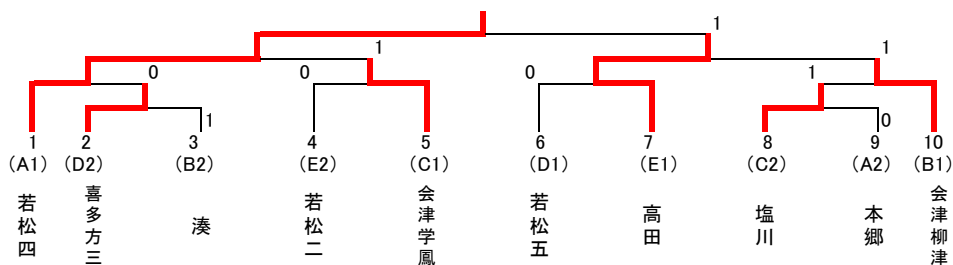 1
1
1
0
0
0
1
1
0
1 2 3 4 5 6 7 8 9 10
(A1) (D2) (B2) (E2) (C1) (D1) (E1) (C2) (A2) (B1)
若松四
喜多方三
湊
若松二
会津学鳳
若松五
高田
塩川
本郷
会津柳津